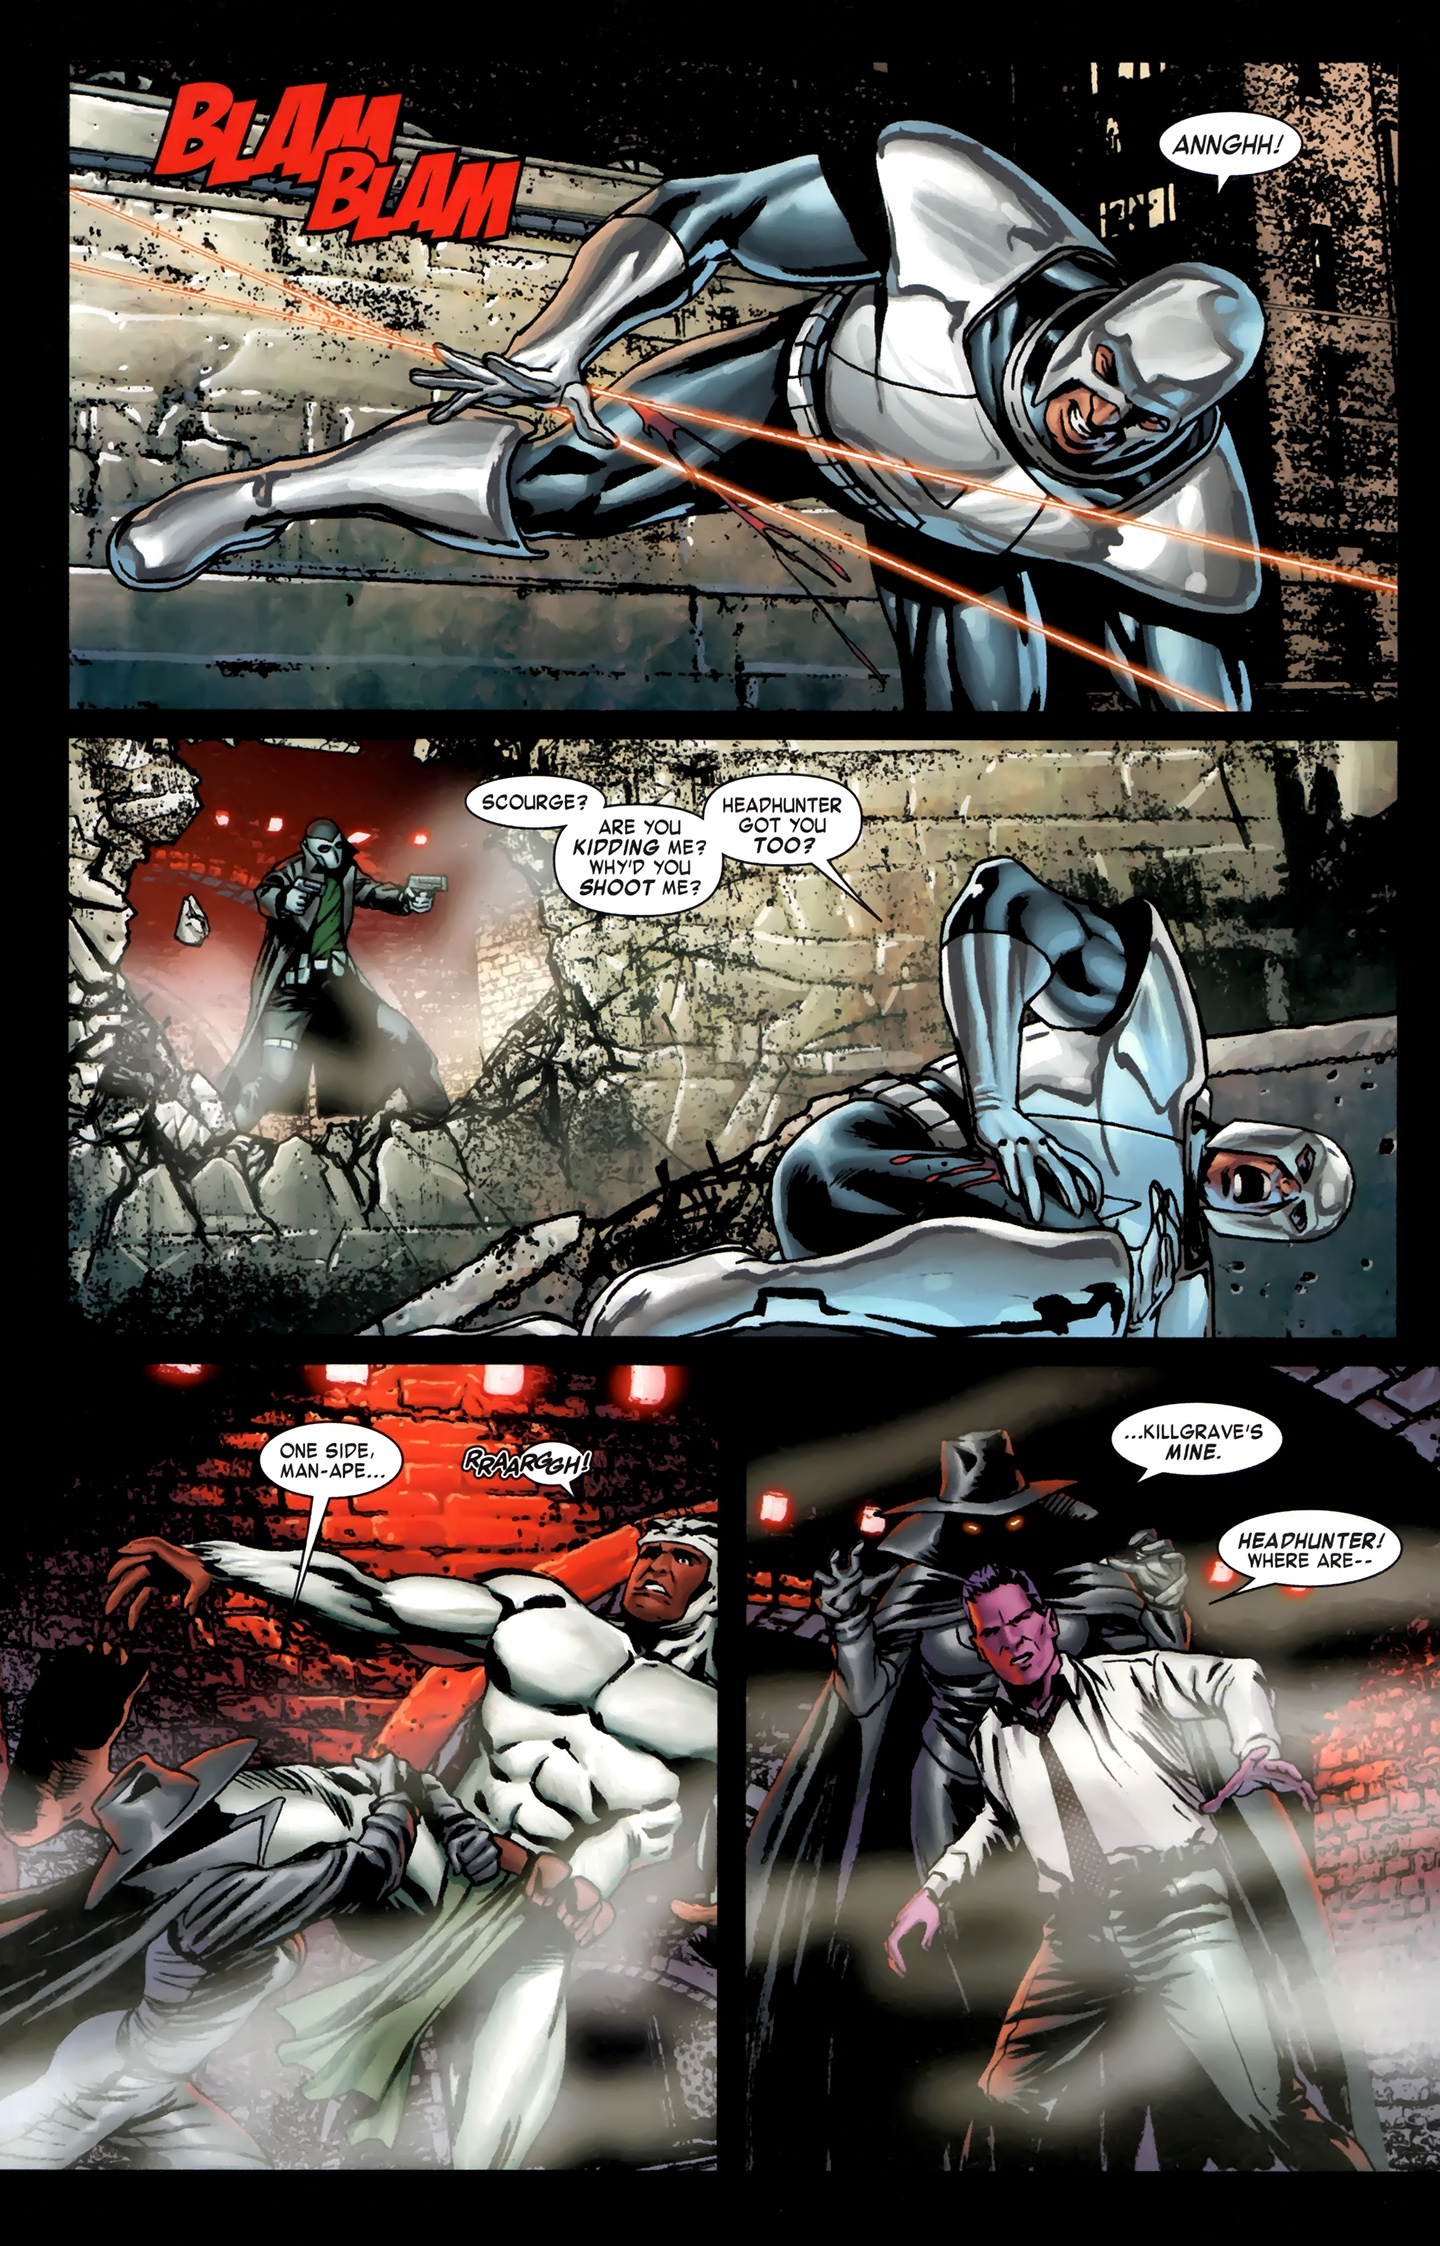 BLAM
BLAM
ANNGHH!
SCOURGE?
ARE YOU
KIDDING ME?
WHY'D YOU
SHOOT ME?
HEADHUNTER
GOT YOU
TOO?
ONE SIDE,
MAN-APE...
RRAARGGH!
...KILLGRAVE'S
MINE.
HEADHUNTER!
WHERE ARE--